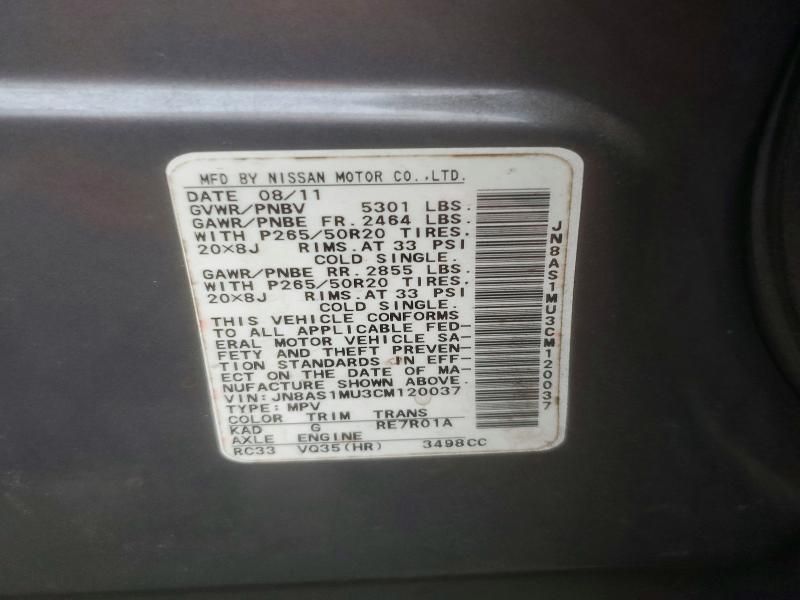 MFD BY NISSAN MOTOR CO.,LTD.
DATE 08/11
GVWR/PNBV 5301 LBS.
GAWR/PNBE FR. 2464 LBS.
WITH P265/50R20 TIRES.
20×8J RIMS.AT 33 PSI
COLD SINGLE.
GAWR/PNBE RR. 2855 LBS.
WITH P265/50R20 TIRES.
20×8J RIMS.AT 33 PSI
COLD SINGLE.
THIS VEHICLE CONFORMS
TO ALL APPLICABLE FED-
ERAL MOTOR VEHICLE SA-
FETY AND THEFT PREVEN-
TION STANDARDS IN EFF-
ECT ON THE DATE OF MA-
NUFACTURE SHOWN ABOVE.
VIN:JN8AS1MU3CM120037
TYPE:MPV
COLOR TRIM TRANS
KAD G RE7R01A
AXLE ENGINE
RC33 VQ35(HR) 3498CC
JN8AS1MU3CM120037